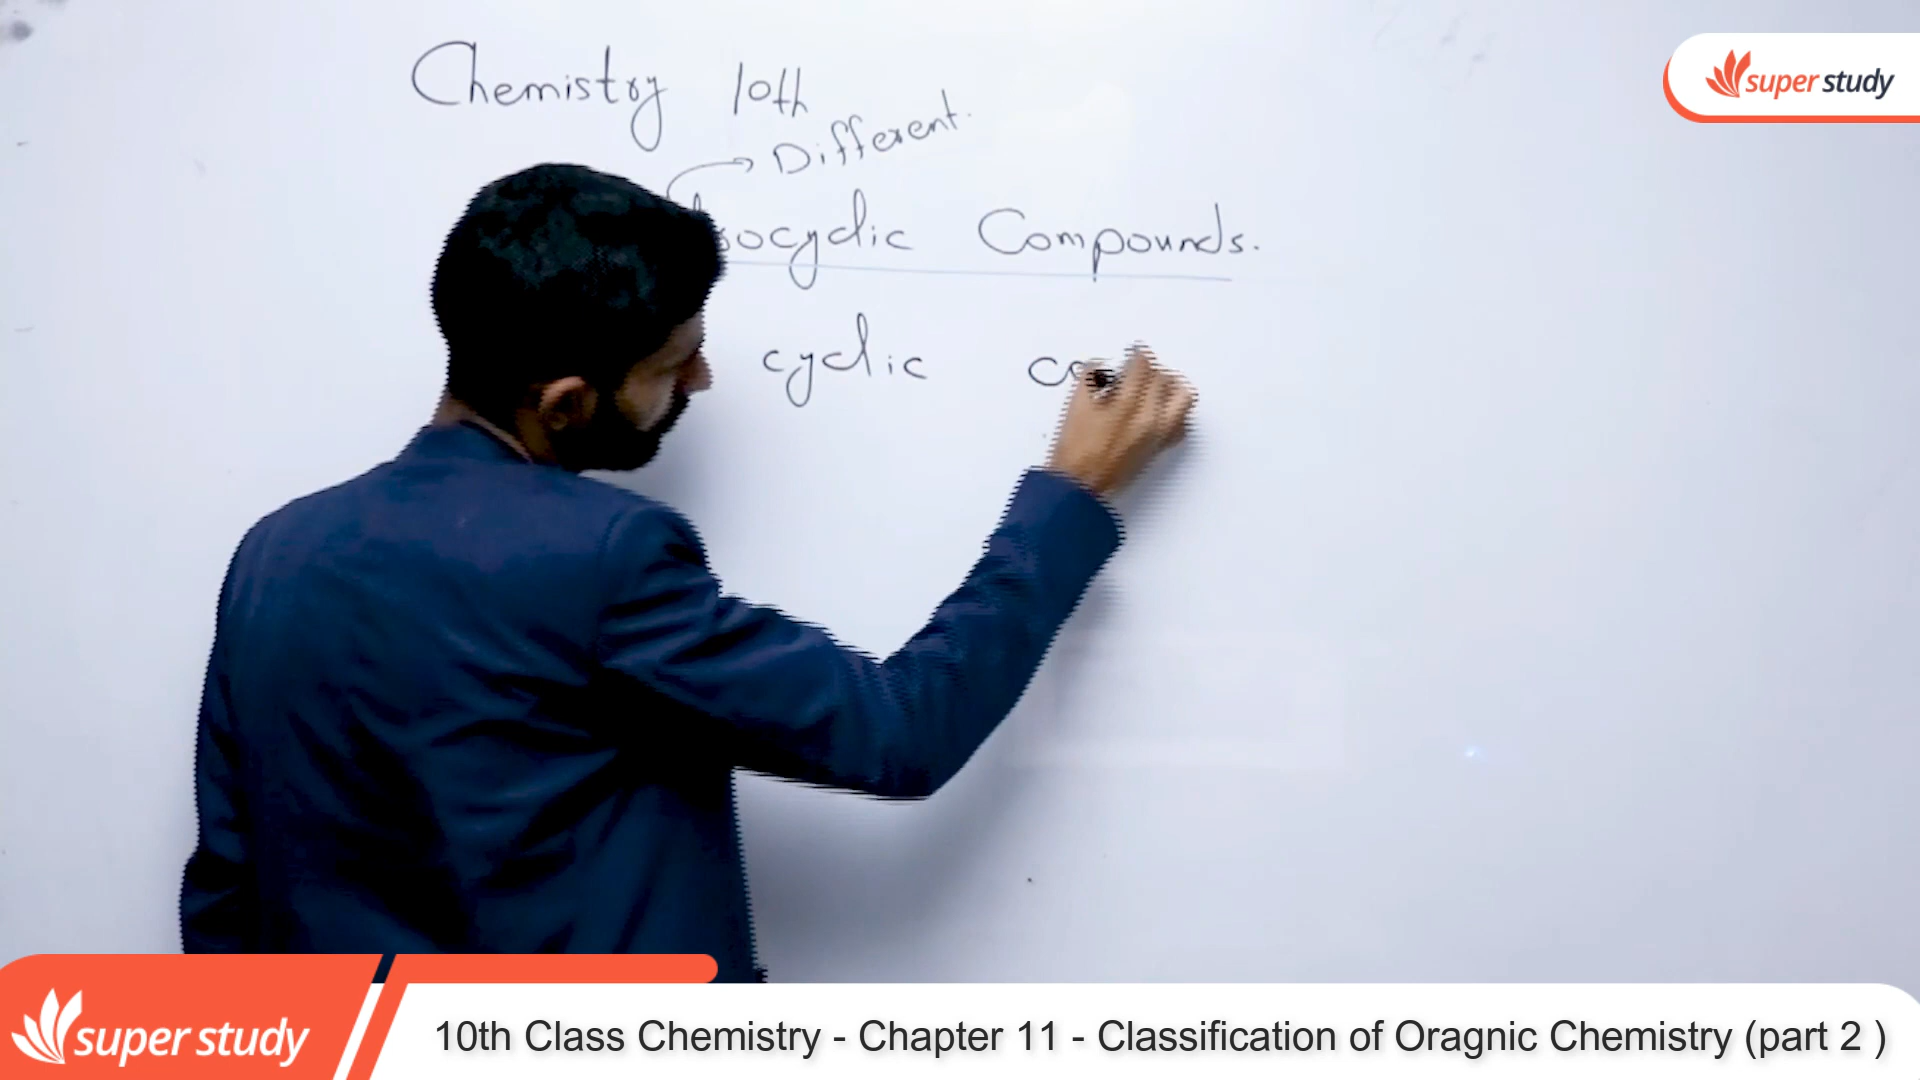 Chemistry 10th
Different.
Compounds.
cyclic
super study
super study
10th Class Chemistry - Chapter 11 - Classification of Oragnic Chemistry (part 2 )